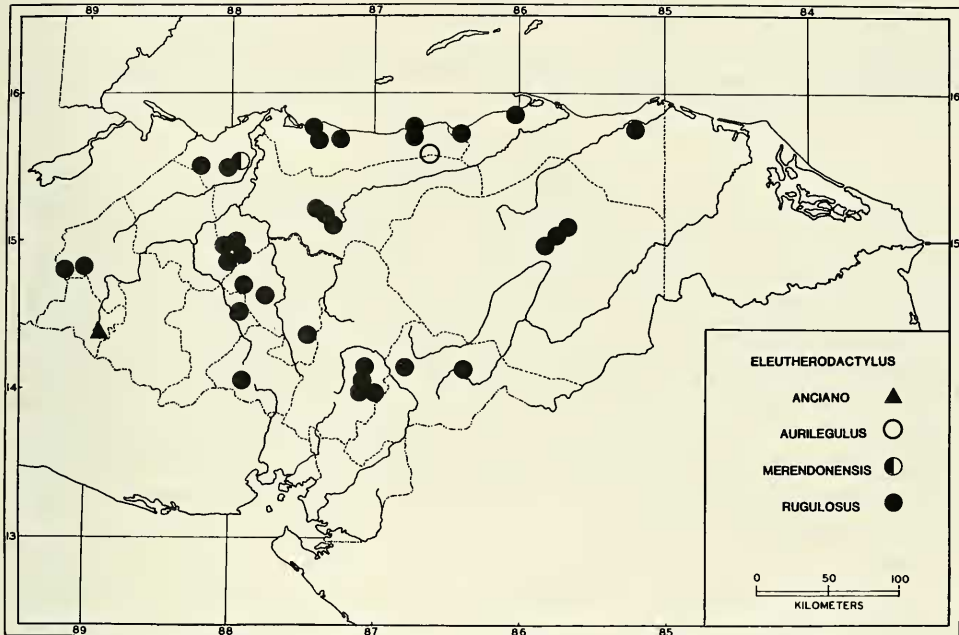 89 88 87 86 85 84
16 16
15 15
14
13
89 88 87 86 85 84
ELEUTHERODACTYLUS
ANCIANO
AURILEGULUS
MERENDONENSIS
RUGULOSUS
0 50 100
KILOMETERS